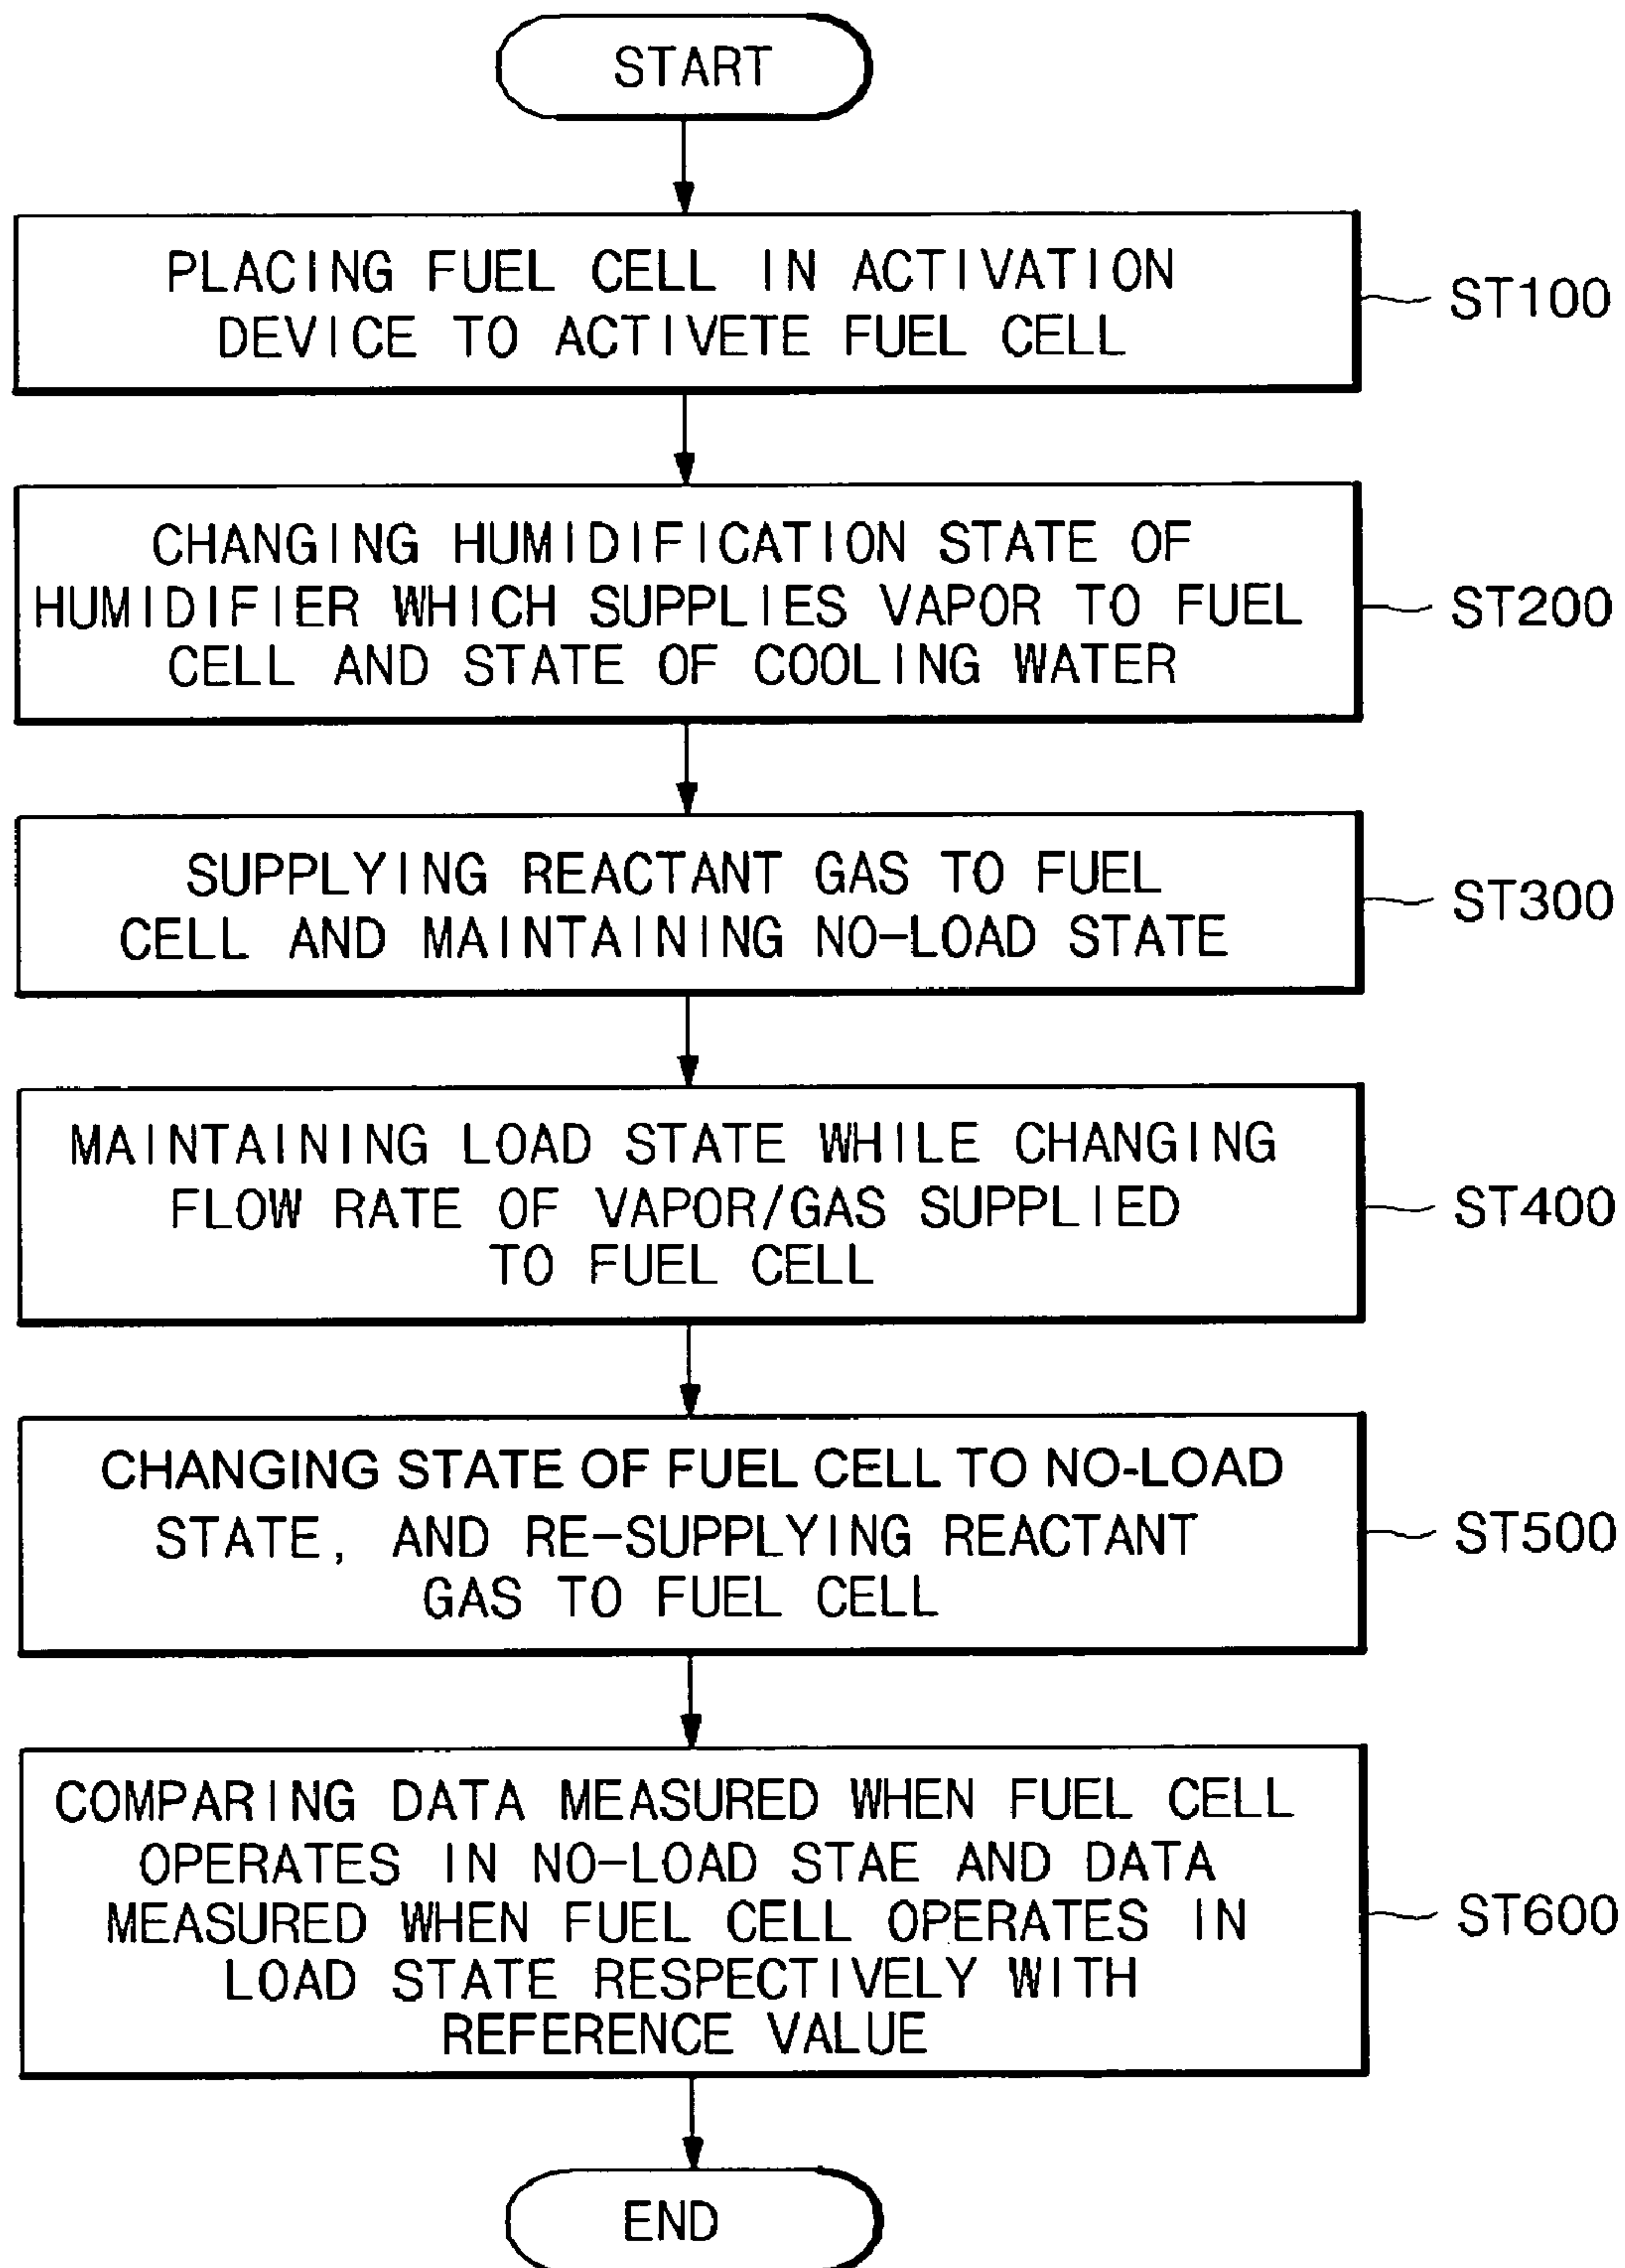 START
PLACING FUEL CELL IN ACTIVATION
DEVICE TO ACTIVETE FUEL CELL
ST100
CHANGING HUMIDIFICATION STATE OF
HUMIDIFIER WHICH SUPPLIES VAPOR TO FUEL
CELL AND STATE OF COOLING WATER
ST200
SUPPLYING REACTANT GAS TO FUEL
CELL AND MAINTAINING NO-LOAD STATE
ST300
MAINTAINING LOAD STATE WHILE CHANGING
FLOW RATE OF VAPOR/GAS SUPPLIED
TO FUEL CELL
ST400
CHANGING STATE OF FUEL CELL TO NO-LOAD
STATE, AND RE-SUPPLYING REACTANT
GAS TO FUEL CELL
ST500
COMPARING DATA MEASURED WHEN FUEL CELL
OPERATES IN NO-LOAD STAE AND DATA
MEASURED WHEN FUEL CELL OPERATES IN
LOAD STATE RESPECTIVELY WITH
REFERENCE VALUE
ST600
END